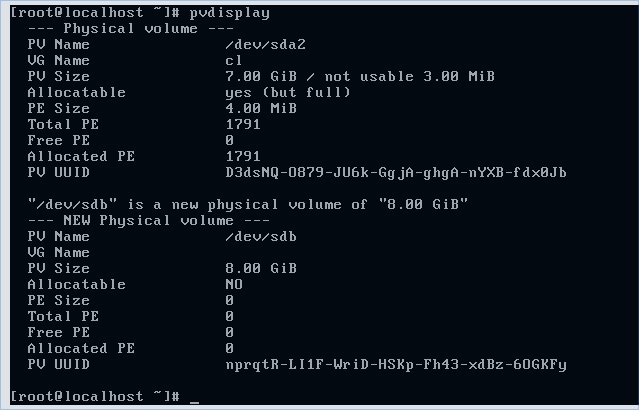 [root@localhost ~]# pvdisplay
--- Physical volume ---
PV Name /dev/sda2
VG Name cl
PV Size 7.00 GiB / not usable 3.00 MiB
Allocatable yes (but full)
PE Size 4.00 MiB
Total PE 1791
Free PE 0
Allocated PE 1791
PV UUID D3dsNQ-O879-JU6k-GgjA-ghgA-nYXB-fdx0Jb
"/dev/sdb" is a new physical volume of "8.00 GiB"
--- NEW Physical volume ---
PV Name /dev/sdb
VG Name
PV Size 8.00 GiB
Allocatable NO
PE Size 0
Total PE 0
Free PE 0
Allocated PE 0
PV UUID nprqtR-LI1F-WriD-HSKp-Fh43-xdBz-6OGKFy
[root@localhost ~]# _